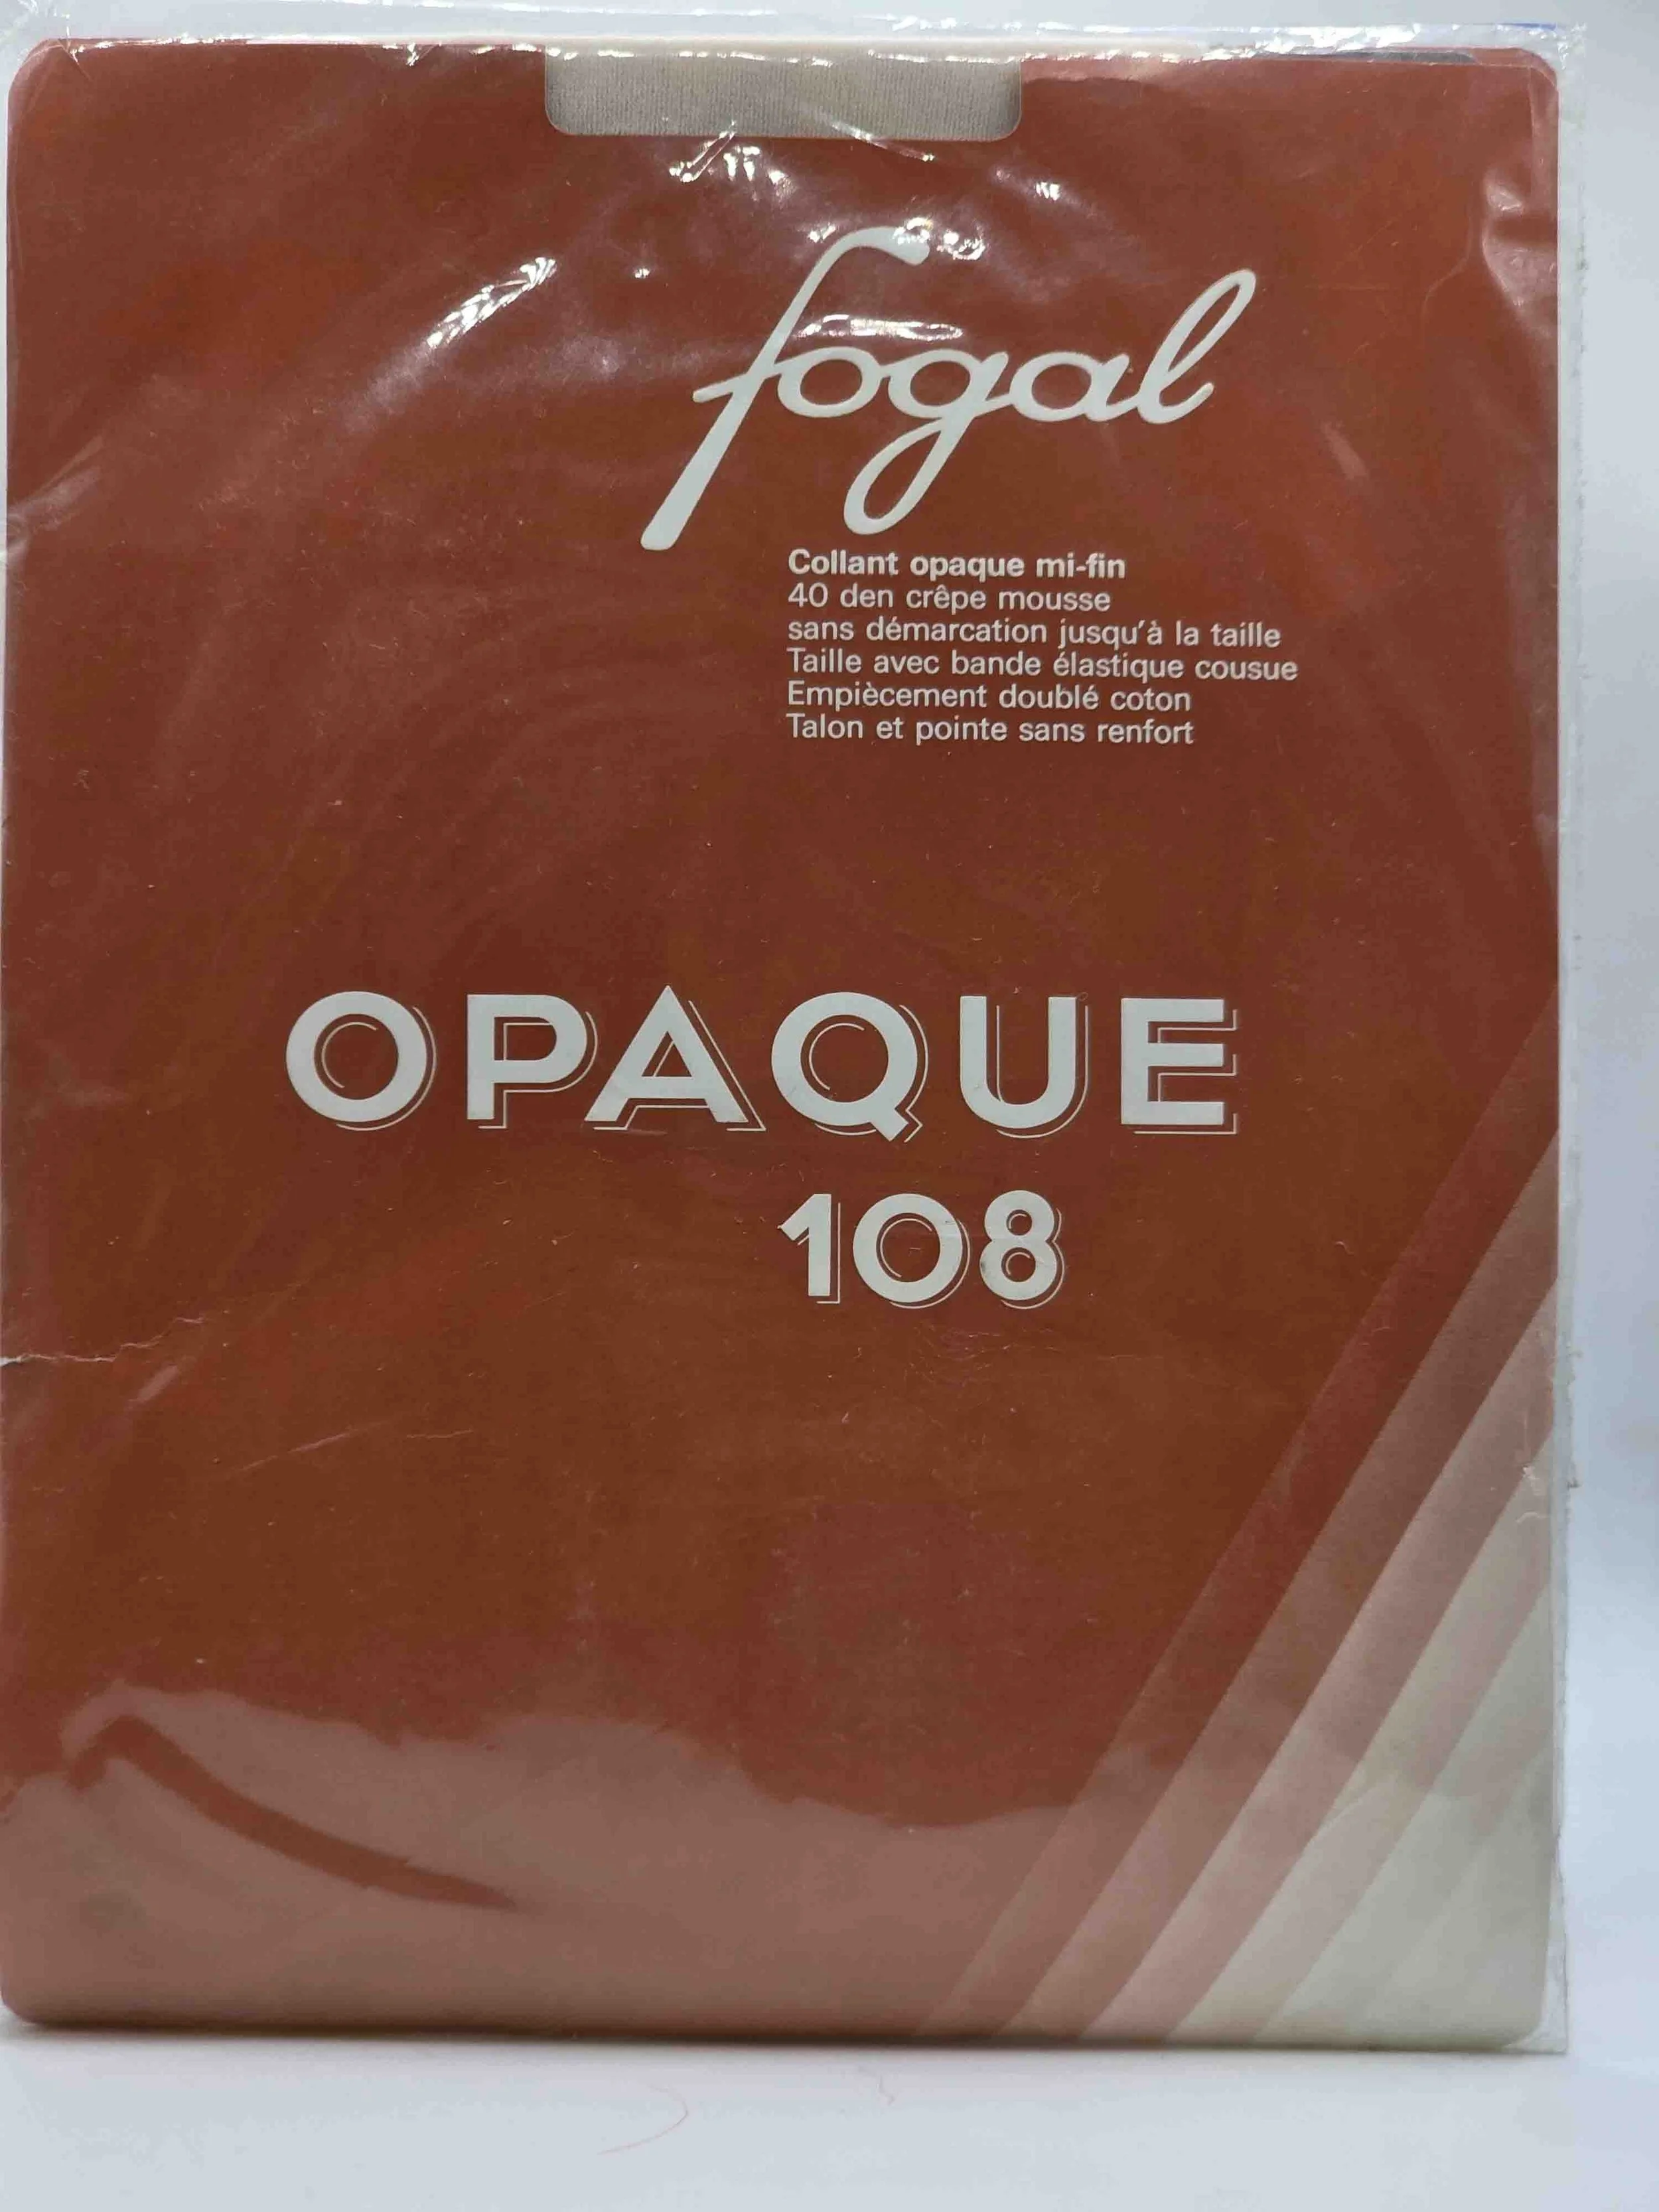 fogal
Collant opaque mi-fin
40 den crêpe mousse
sans démarcation jusqu'à la taille
Taille avec bande élastique cousue
Empiècement doublé coton
Talon et pointe sans renfort
OPAQUE
108